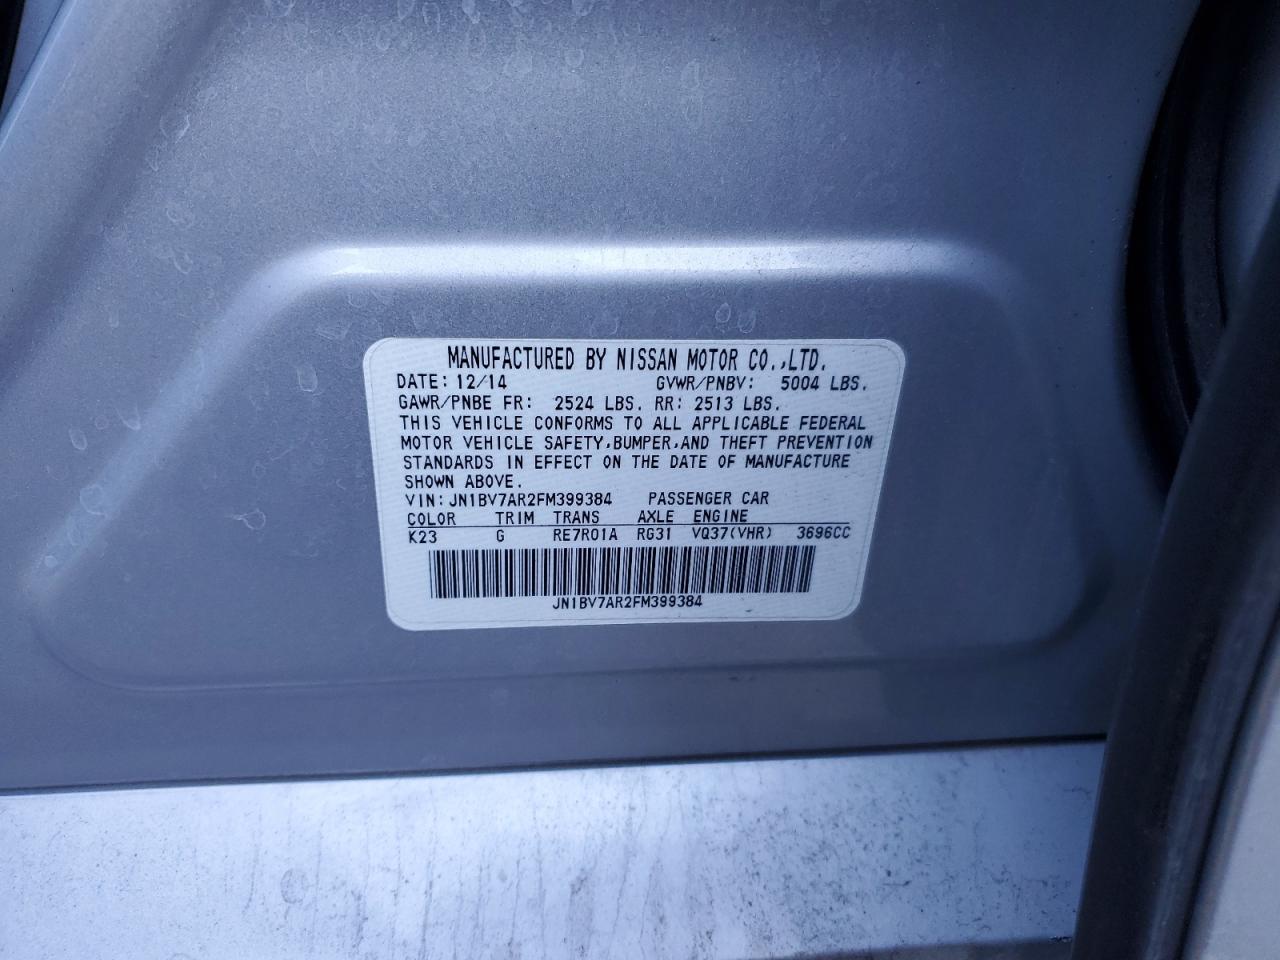 MANUFACTURED BY NISSAN MOTOR CO.,LTD.
DATE: 12/14 GVWR/PNBV: 5004 LBS.
GAWR/PNBE FR: 2524 LBS. RR: 2513 LBS.
THIS VEHICLE CONFORMS TO ALL APPLICABLE FEDERAL
MOTOR VEHICLE SAFETY,BUMPER,AND THEFT PREVENTION
STANDARDS IN EFFECT ON THE DATE OF MANUFACTURE
SHOWN ABOVE.
VIN: JN1BV7AR2FM399384 PASSENGER CAR
COLOR TRIM TRANS AXLE ENGINE
K23 G RE7R01A RG31 VQ37(VHR) 3696CC
JN1BV7AR2FM399384